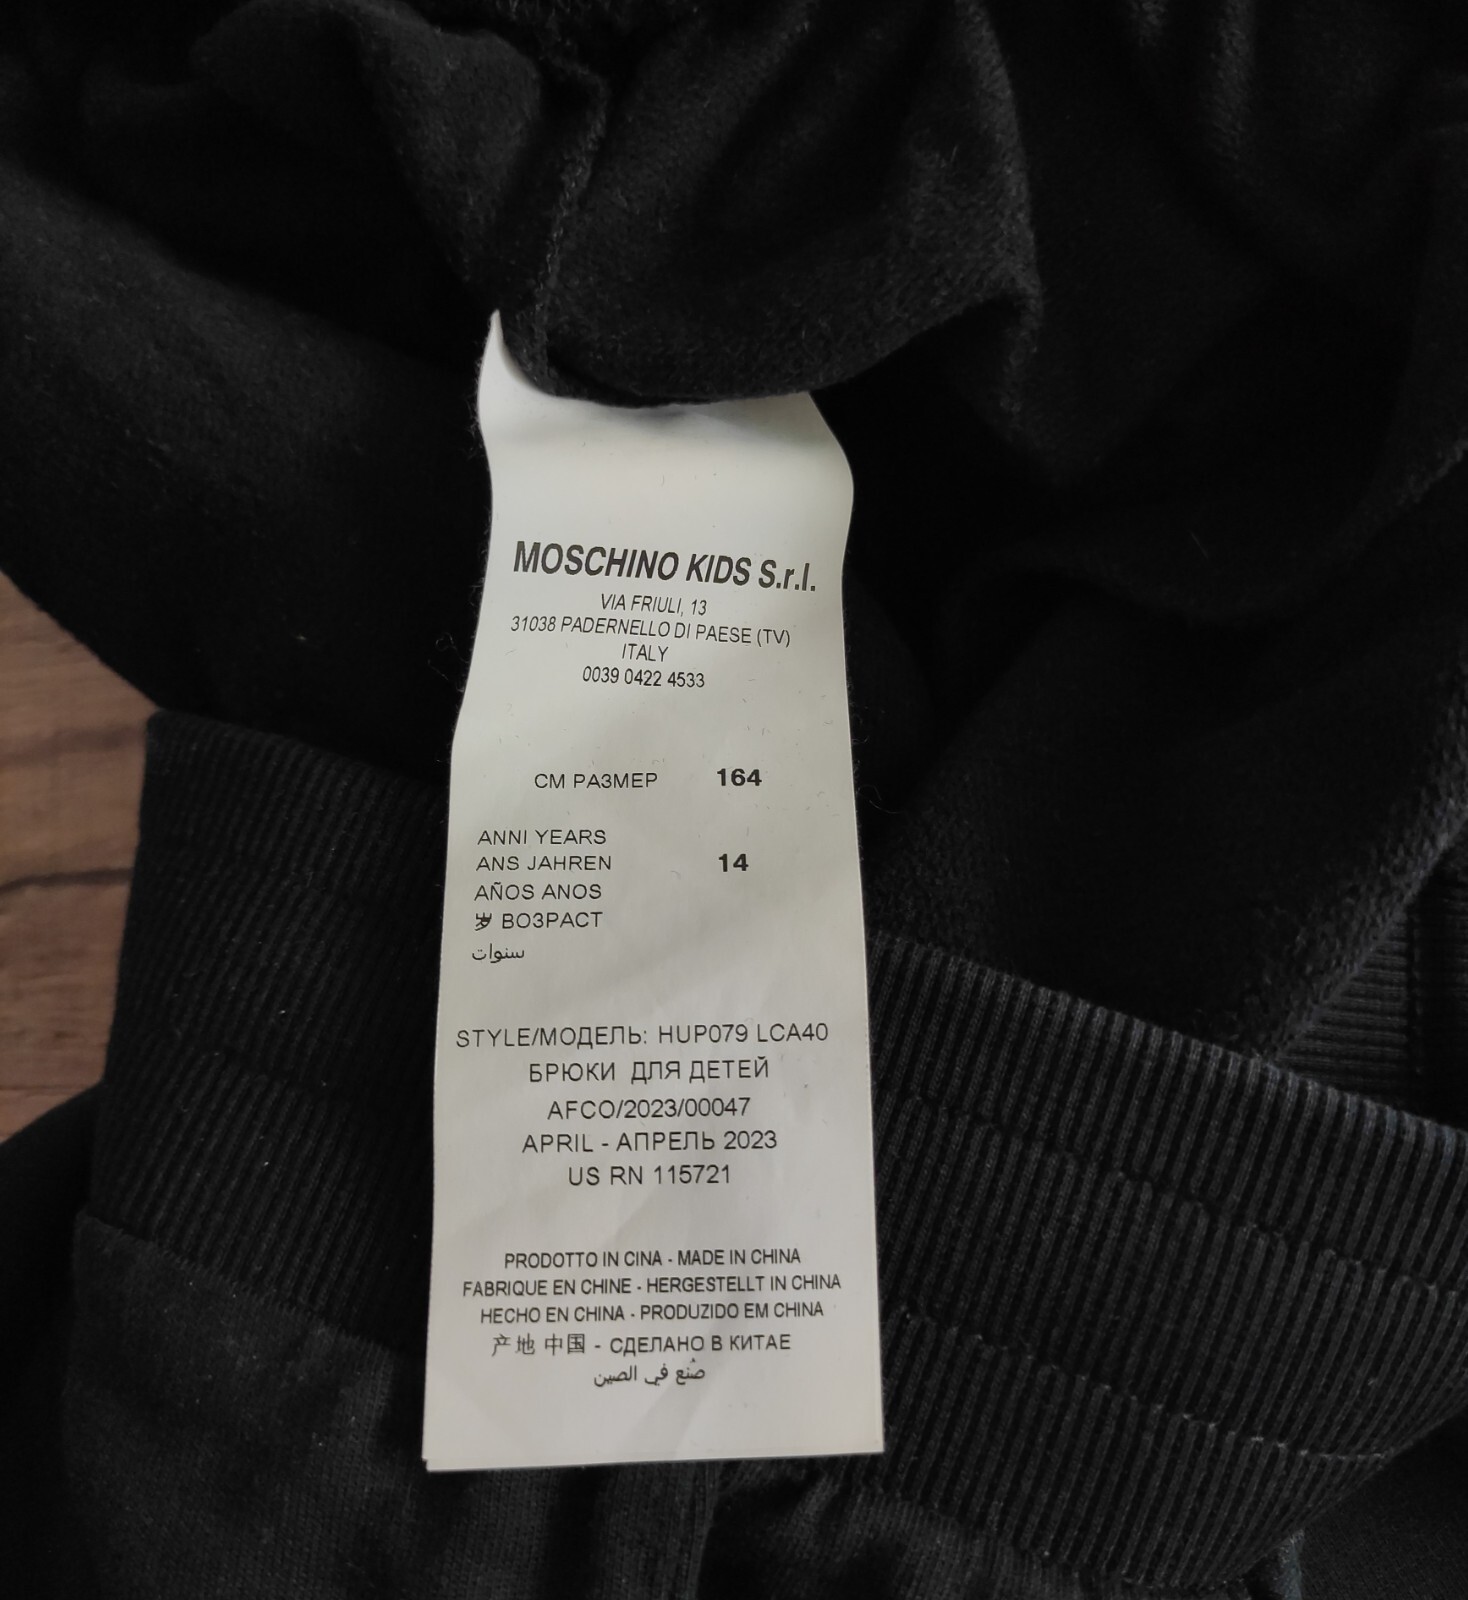 MOSCHINO KIDS S.r.l.
VIA FRIULI, 13
31038 PADERNELLO DI PAESE (TV)
ITALY
0039 0422 4533
СМ РАЗМЕР 164
ANNI YEARS
ANS JAHREN 14
AÑOS ANOS
岁 ВОЗРАСТ
سنوات
STYLE/МОДЕЛЬ: HUP079 LCA40
БРЮКИ ДЛЯ ДЕТЕЙ
AFCO/2023/00047
APRIL - АПРЕЛЬ 2023
US RN 115721
PRODOTTO IN CINA - MADE IN CHINA
FABRIQUE EN CHINE - HERGESTELLT IN CHINA
HECHO EN CHINA - PRODUZIDO EM CHINA
产地 中国 - СДЕЛАНО В КИТАЕ
صُنع في الصين